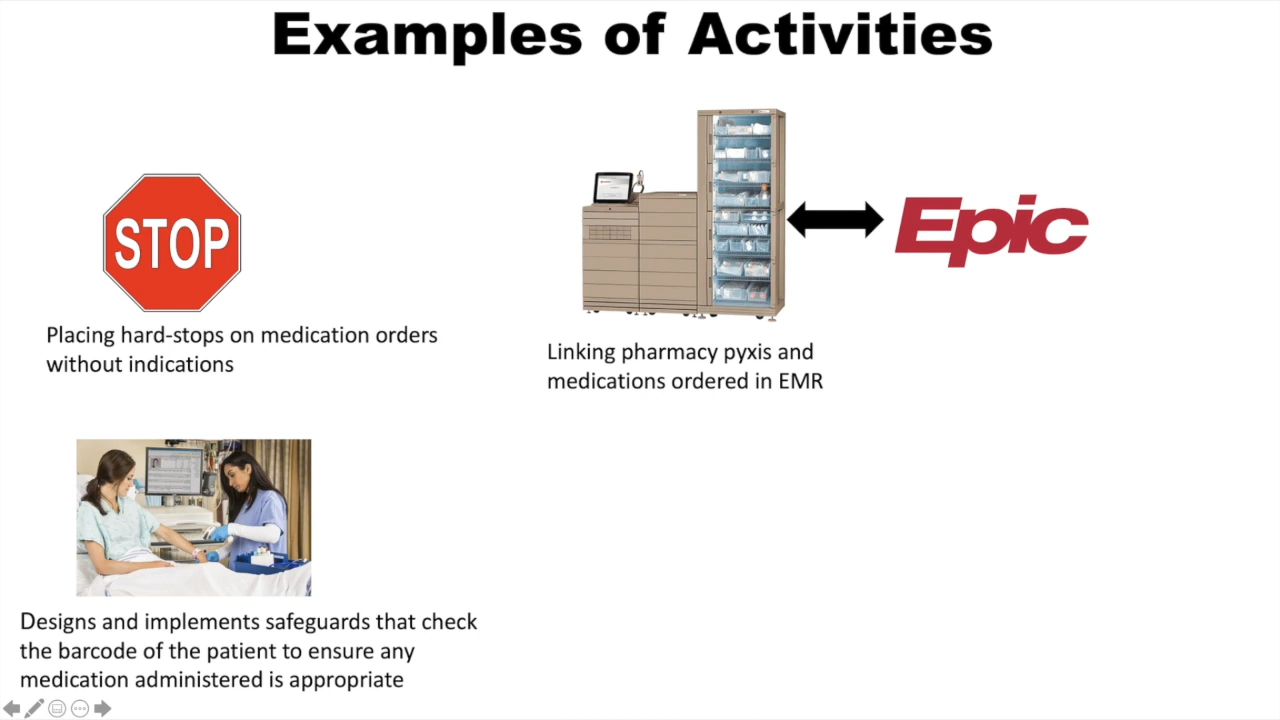 Examples of Activities
STOP
Epic
Placing hard-stops on medication orders
without indications
Linking pharmacy pyxis and
medications ordered in EMR
Designs and implements safeguards that check
the barcode of the patient to ensure any
medication administered is appropriate